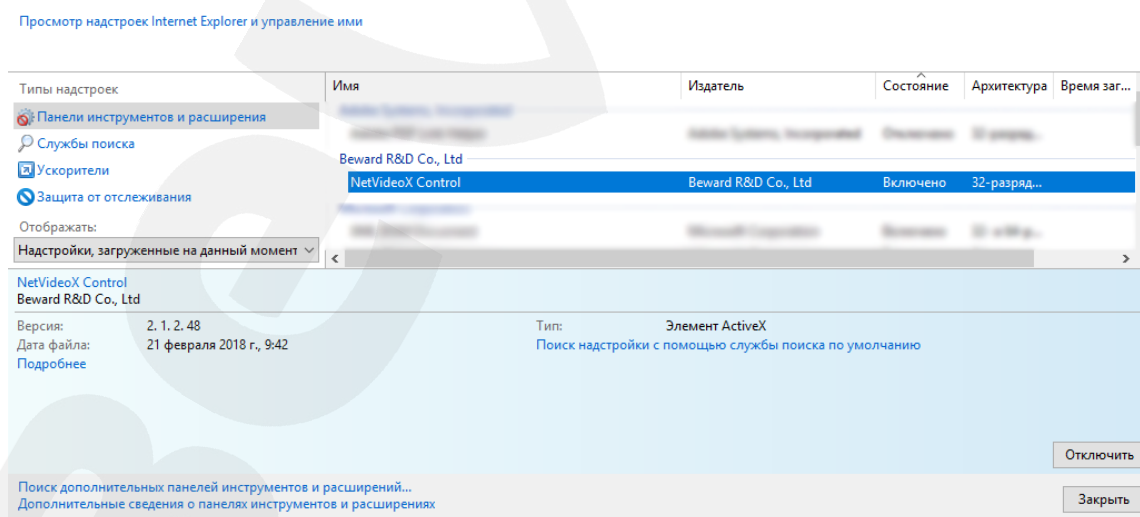 Просмотр надстроек Internet Explorer и управление ими
Типы надстроек
Панели инструментов и расширения
Службы поиска
Ускорители
Защита от отслеживания
Отображать:
Надстройки, загруженные на данный момент
Имя Издатель Состояние Архитектура Время заг...
Beward R&D Co., Ltd
NetVideoX Control Beward R&D Co., Ltd Включено 32-разряд...
NetVideoX Control
Beward R&D Co., Ltd
Версия: 2. 1. 2. 48 Тип: Элемент ActiveX
Дата файла: 21 февраля 2018 г., 9:42 Поиск надстройки с помощью службы поиска по умолчанию
Подробнее
Отключить
Поиск дополнительных панелей инструментов и расширений...
Дополнительные сведения о панелях инструментов и расширениях
Закрыть